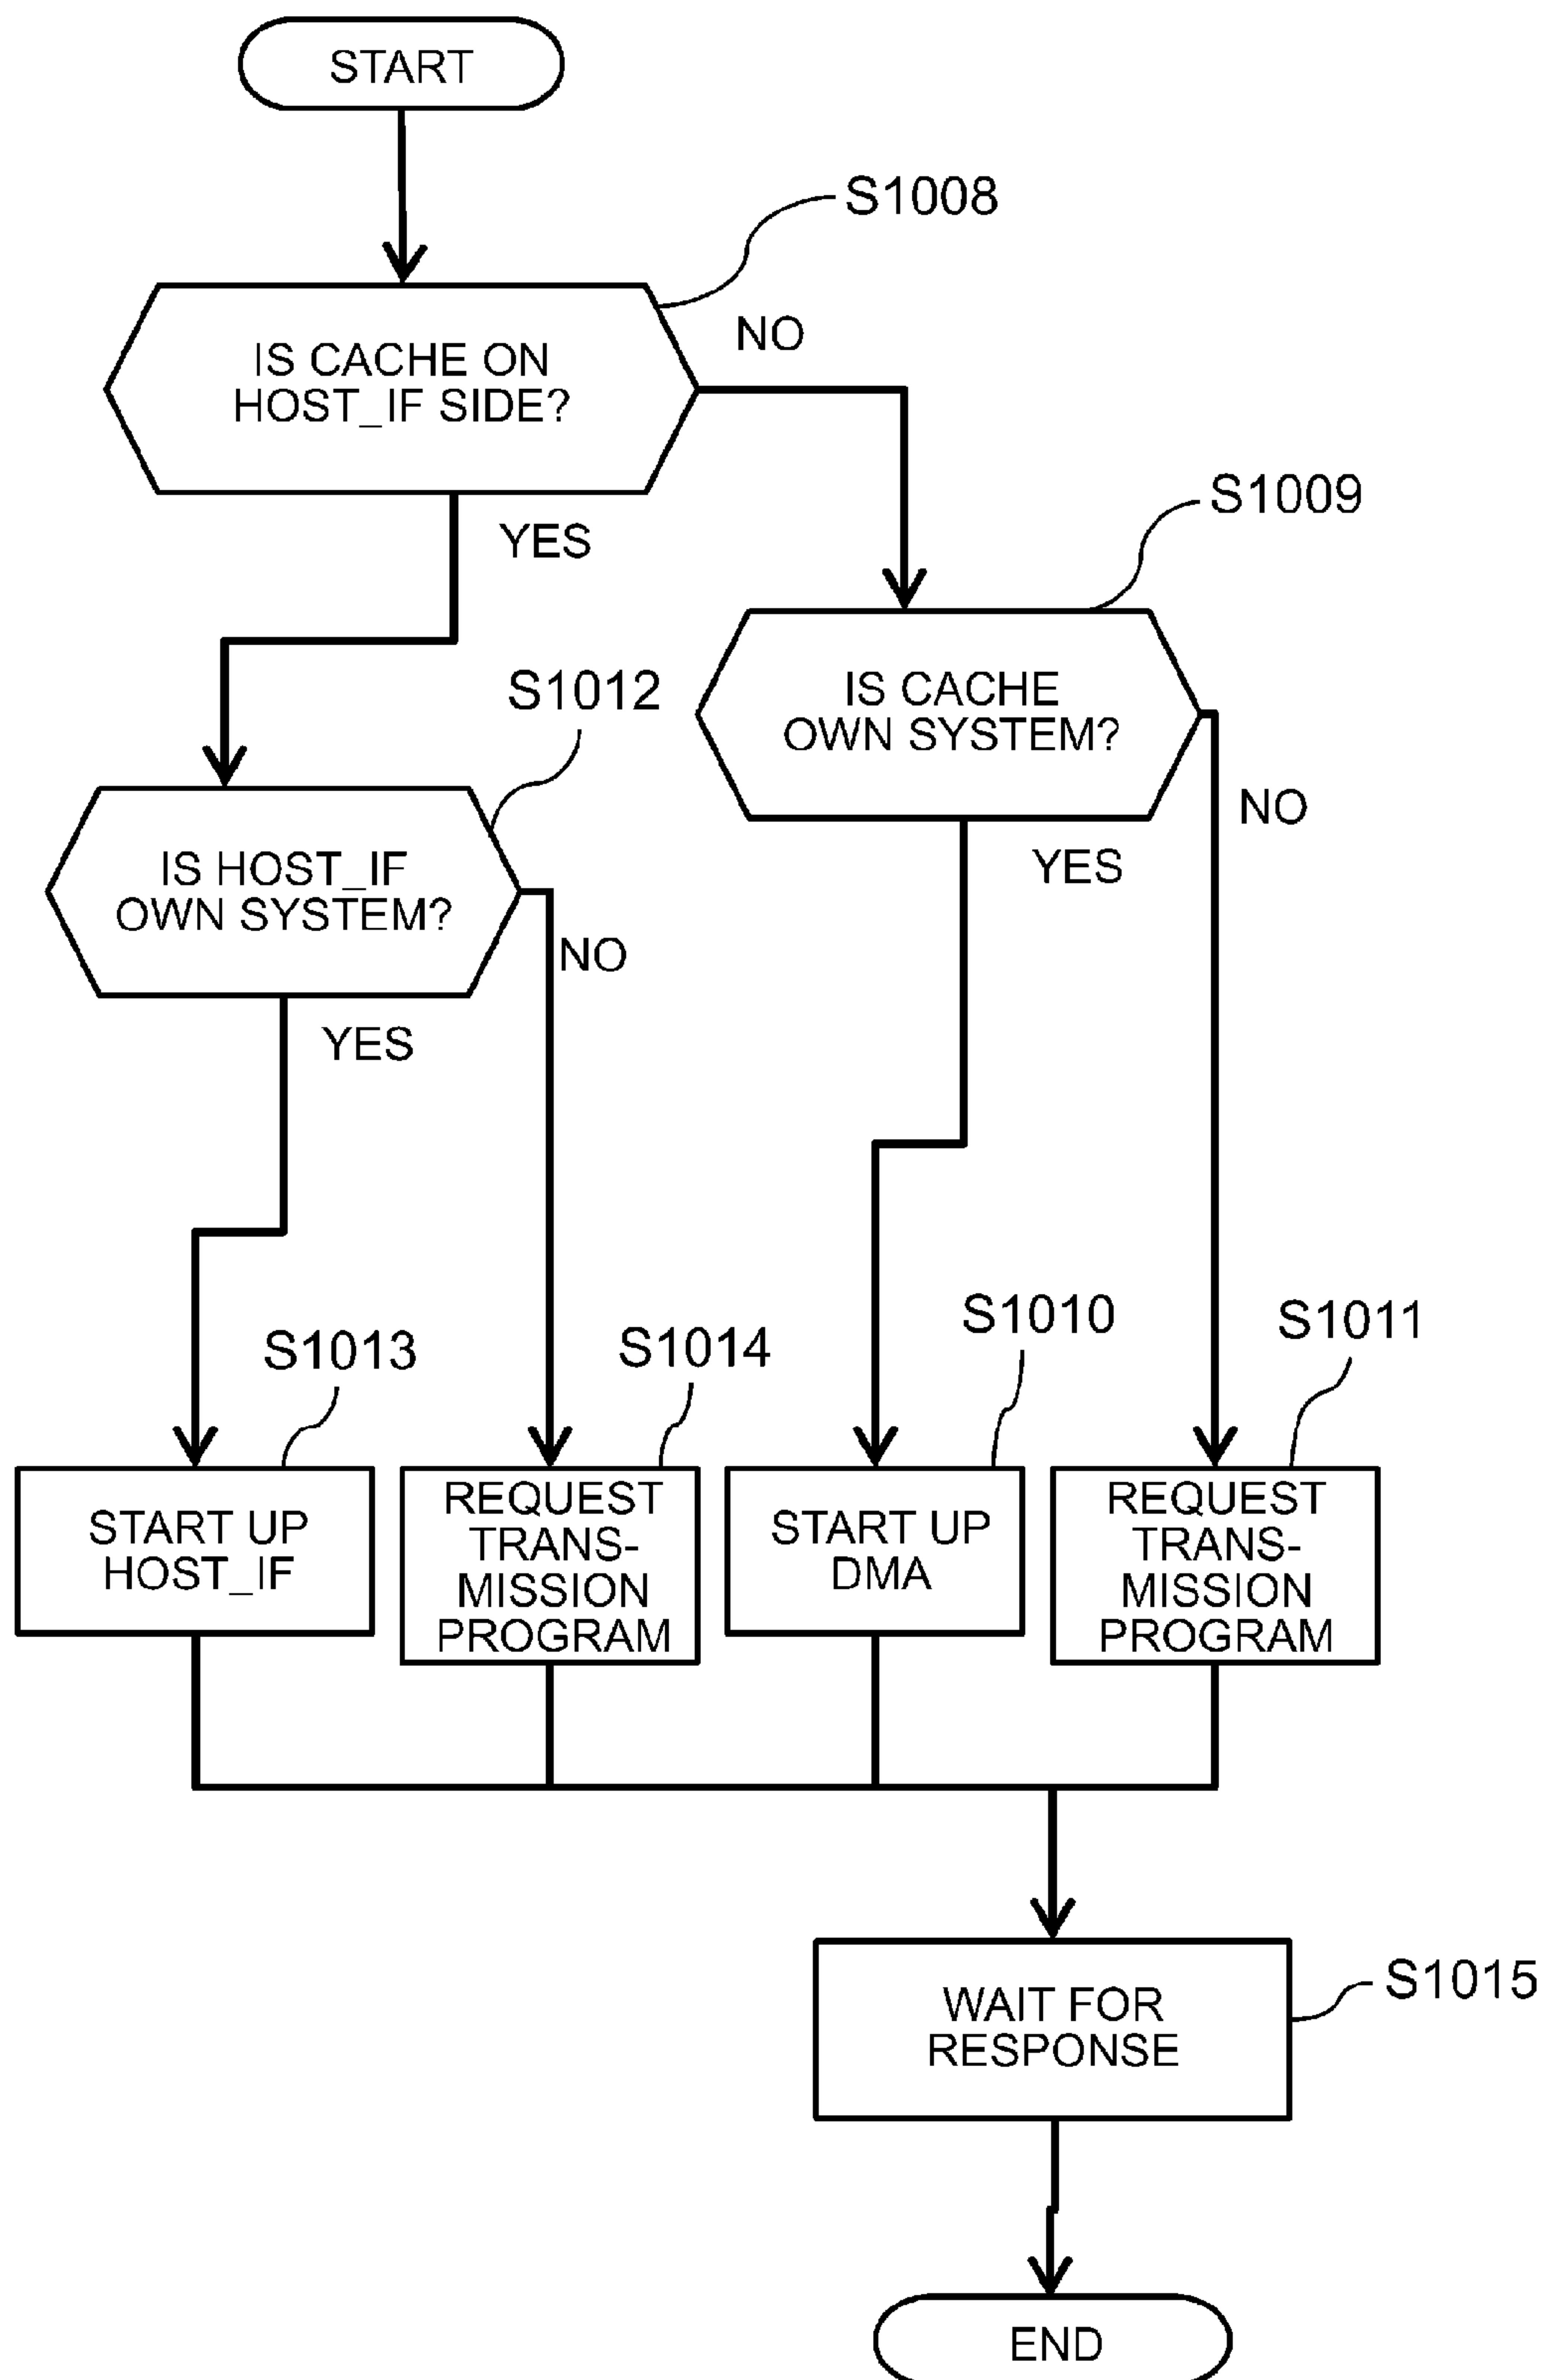 START
S1008
IS CACHE ON
HOST_IF SIDE?
NO
YES
S1009
IS CACHE
OWN SYSTEM?
NO
YES
S1012
IS HOST_IF
OWN SYSTEM?
NO
YES
S1013
START UP
HOST_IF
S1014
REQUEST
TRANS-
MISSION
PROGRAM
S1010
START UP
DMA
S1011
REQUEST
TRANS-
MISSION
PROGRAM
WAIT FOR
RESPONSE
S1015
END